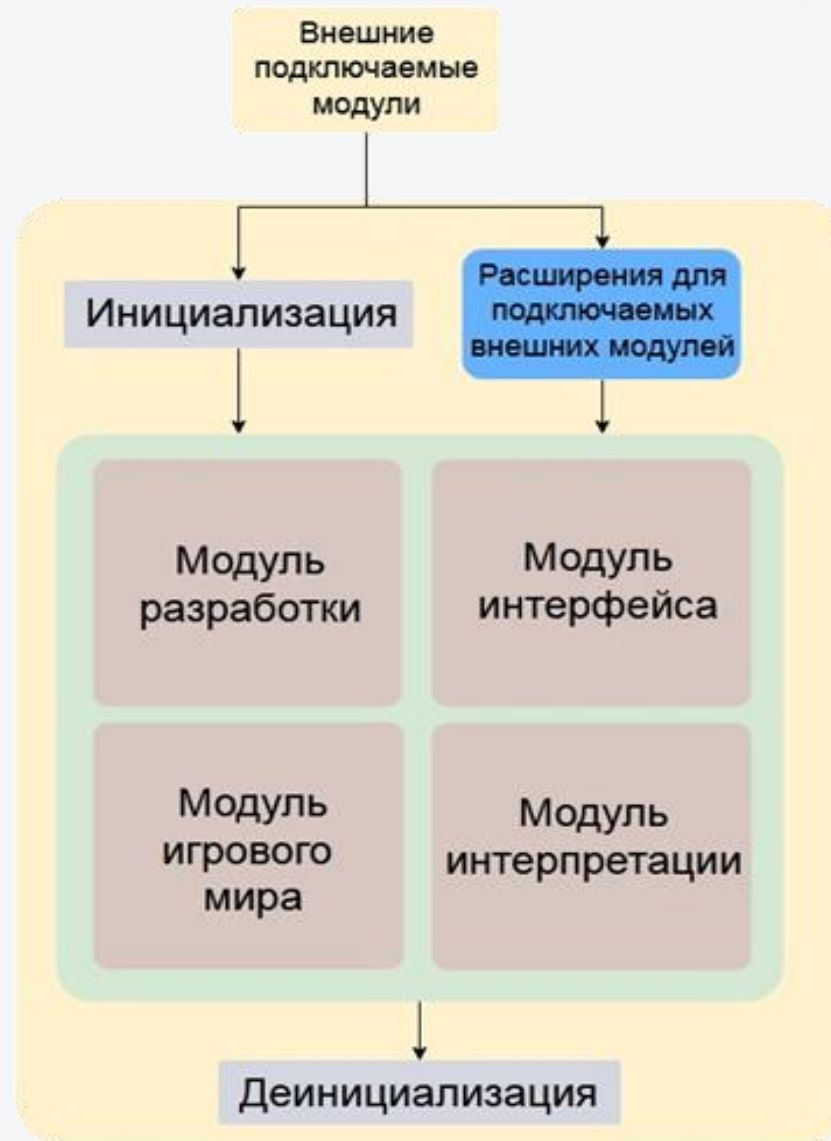 Внешние
подключаемые
модули
Инициализация
Расширения для
подключаемых
внешних модулей
Модуль
разработки
Модуль
интерфейса
Модуль
игрового
мира
Модуль
интерпретации
Деинициализация